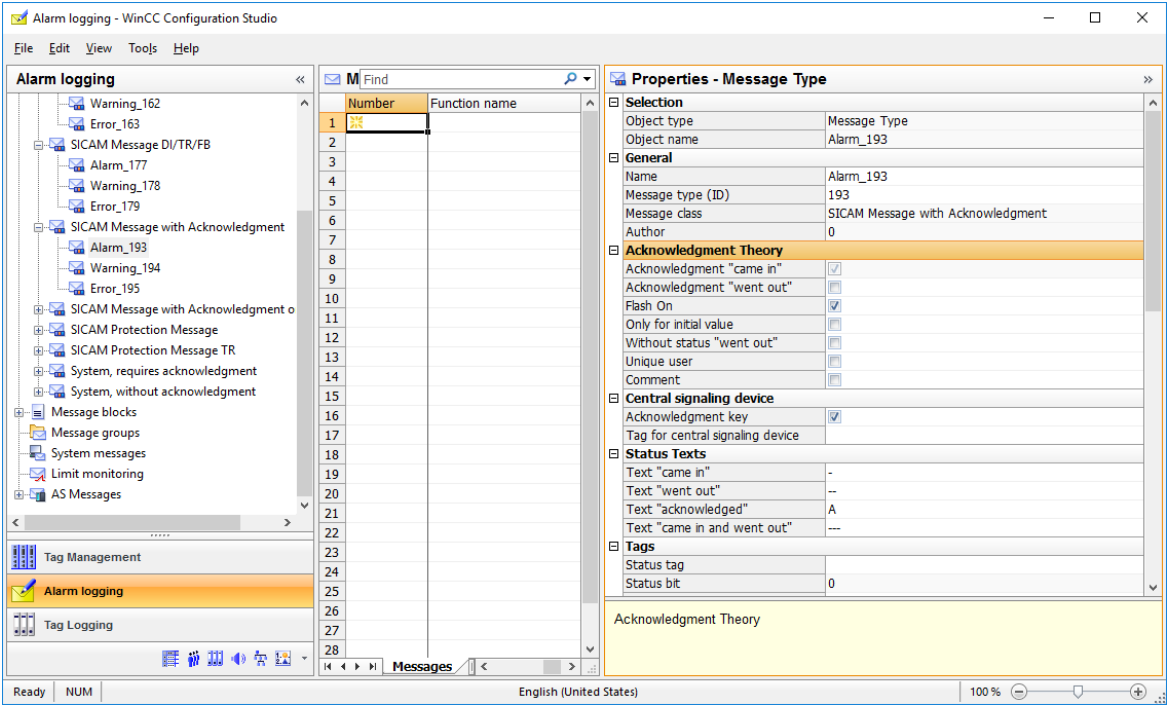 Alarm logging - WinCC Configuration Studio
File Edit View Tools Help
Alarm logging «
Warning_162
Error_163
SICAM Message DI/TR/FB
Alarm_177
Warning_178
Error_179
SICAM Message with Acknowledgment
Alarm_193
Warning_194
Error_195
SICAM Message with Acknowledgment o
SICAM Protection Message
SICAM Protection Message TR
System, requires acknowledgment
System, without acknowledgment
Message blocks
Message groups
System messages
Limit monitoring
AS Messages
Tag Management
Alarm logging
Tag Logging
M Find
Number Function name
1
2
3
4
5
6
7
8
9
10
11
12
13
14
15
16
17
18
19
20
21
22
23
24
25
26
27
28
Messages
Properties - Message Type »
Selection
Object type Message Type
Object name Alarm_193
General
Name Alarm_193
Message type (ID) 193
Message class SICAM Message with Acknowledgment
Author 0
Acknowledgment Theory
Acknowledgment "came in"
Acknowledgment "went out"
Flash On
Only for initial value
Without status "went out"
Unique user
Comment
Central signaling device
Acknowledgment key
Tag for central signaling device
Status Texts
Text "came in" -
Text "went out" --
Text "acknowledged" A
Text "came in and went out" ---
Tags
Status tag
Status bit 0
Acknowledgment Theory
Ready NUM English (United States) 100 %